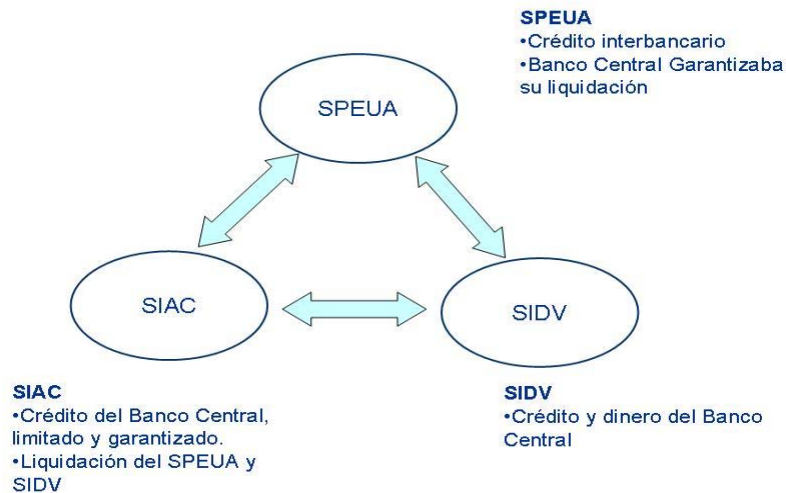 SPEUA
•Crédito interbancario
•Banco Central Garantizaba
su liquidación
SPEUA
SIAC
SIDV
SIAC
•Crédito del Banco Central,
limitado y garantizado.
•Liquidación del SPEUA y
SIDV
SIDV
•Crédito y dinero del Banco
Central